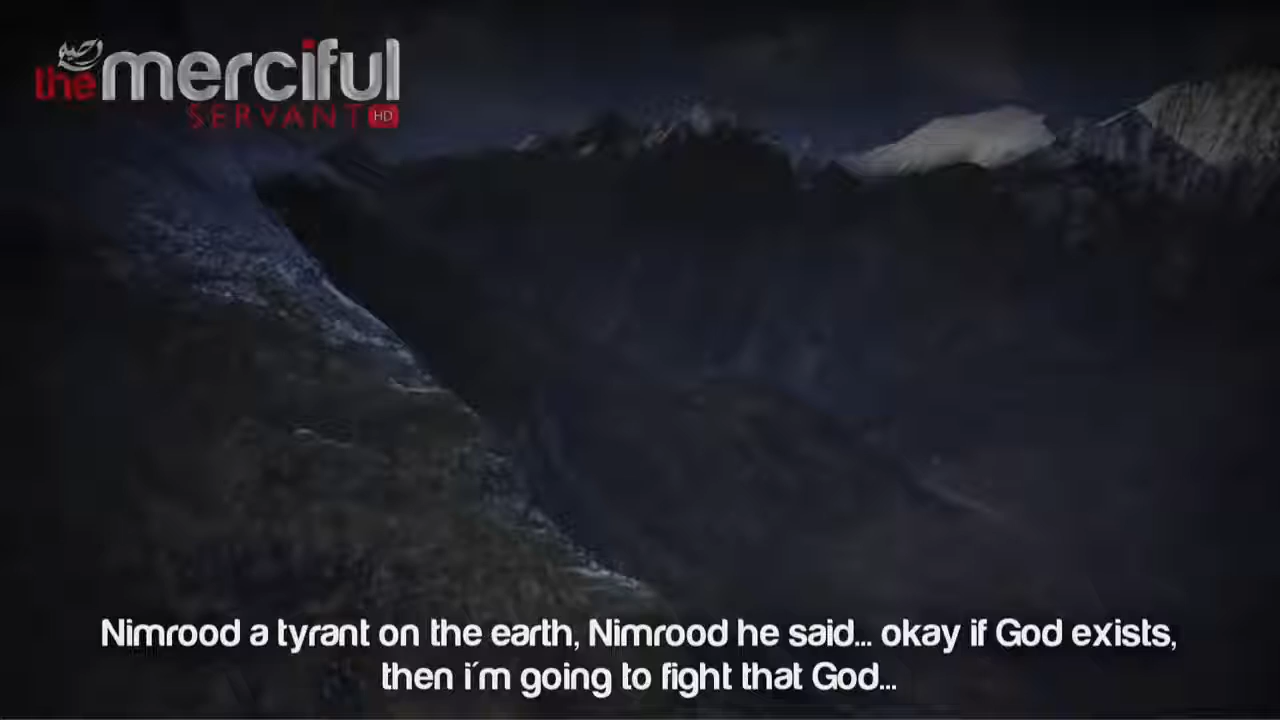 the merciful
SERVANT HD
Nimrood a tyrant on the earth, Nimrood he said... okay if God exists,
then i´m going to fight that God...